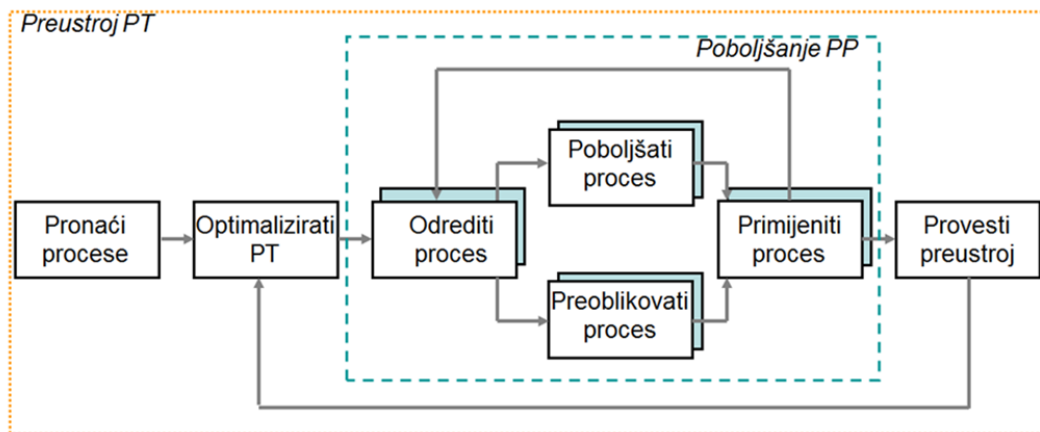 Preustroj PT
Poboljšanje PP
Poboljšati
proces
Pronaći
procese
Optimalizirati
PT
Odrediti
proces
Primijeniti
proces
Provesti
preustroj
Preoblikovati
proces